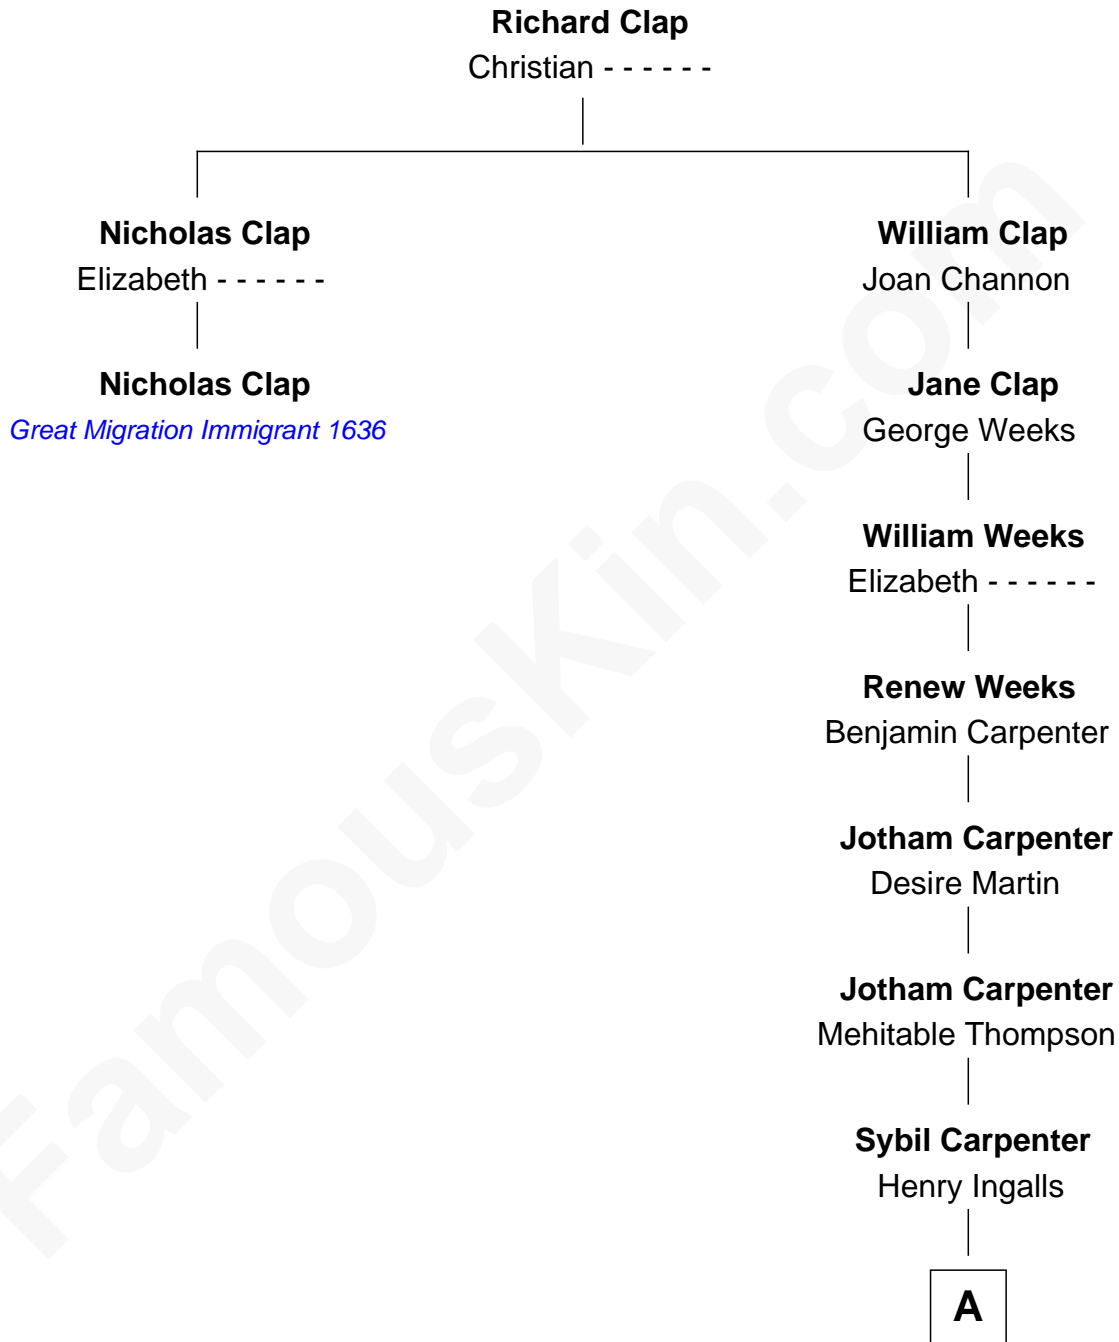 Richard Clap
Christian - - - - - -
Nicholas Clap
Elizabeth - - - - - -
William Clap
Joan Channon
Nicholas Clap
Great Migration Immigrant 1636
Jane Clap
George Weeks
William Weeks
Elizabeth - - - - - -
Renew Weeks
Benjamin Carpenter
Jotham Carpenter
Desire Martin
Jotham Carpenter
Mehitable Thompson
Sybil Carpenter
Henry Ingalls
A
FamousKin.com